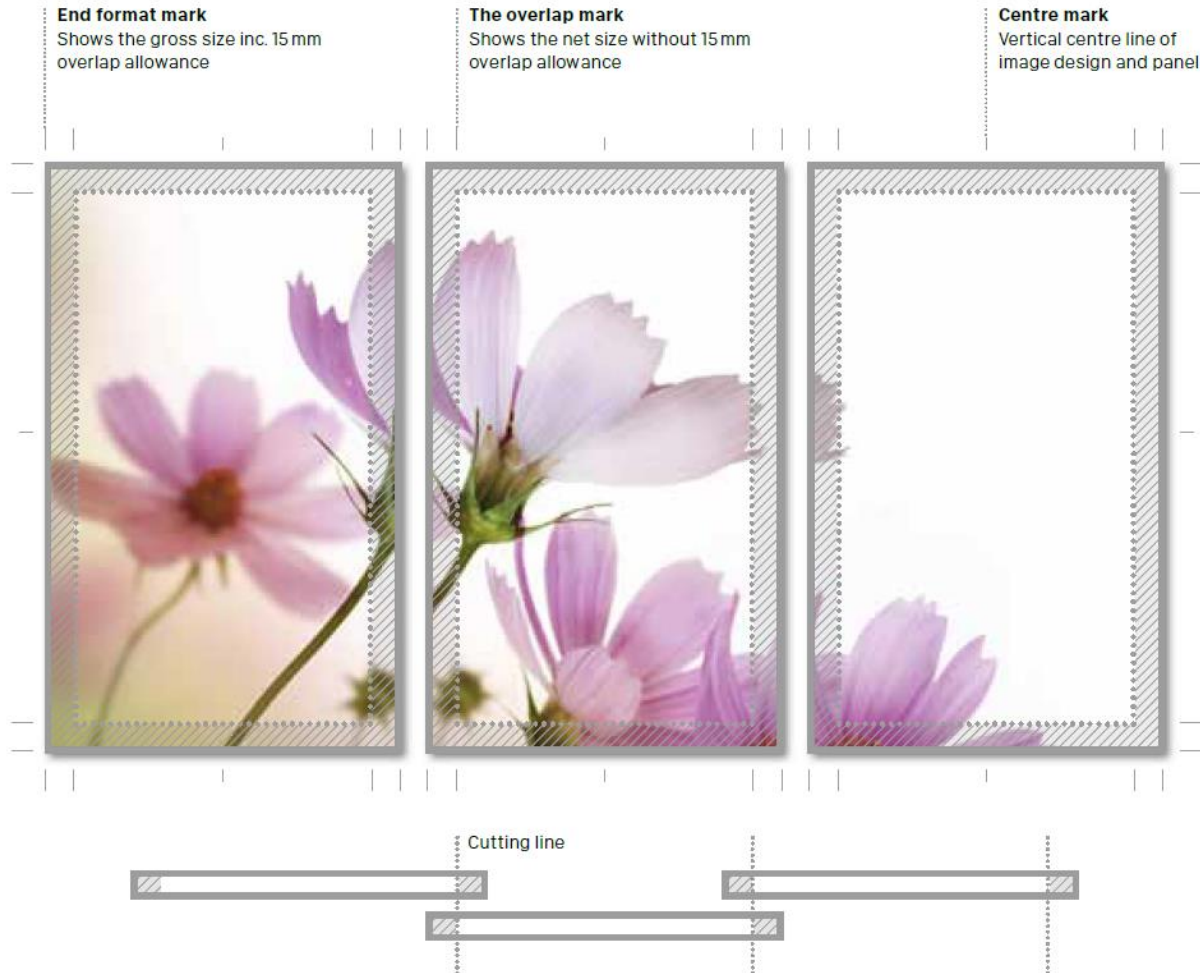 End format mark
Shows the gross size inc. 15 mm
overlap allowance
The overlap mark
Shows the net size without 15 mm
overlap allowance
Centre mark
Vertical centre line of
image design and panel
Cutting line